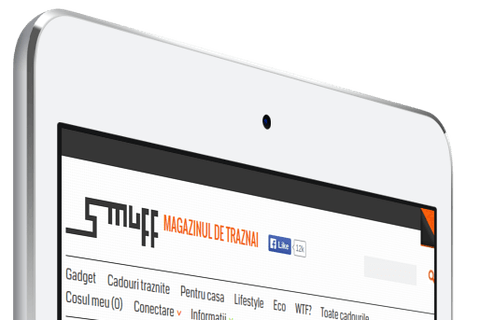 SMUFF MAGAZINUL DE TRAZNAI Like 12k
Gadget Cadouri traznite Pentru casa Lifestyle Eco WTF? Toate cadourile
Cosul meu (0) Conectare Informatii